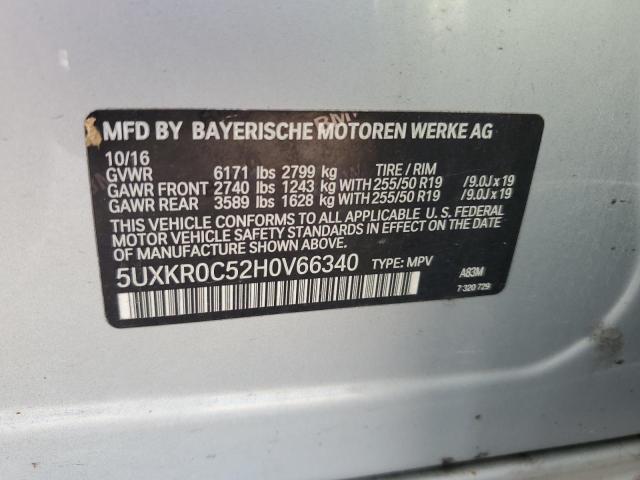 MFD BY BAYERISCHE MOTOREN WERKE AG
10/16
GVWR 6171 lbs 2799 kg TIRE / RIM
GAWR FRONT 2740 lbs 1243 kg WITH 255/50 R19 /9.0J x 19
GAWR REAR 3589 lbs 1628 kg WITH 255/50 R19 /9.0J x 19
THIS VEHICLE CONFORMS TO ALL APPLICABLE U.S. FEDERAL
MOTOR VEHICLE SAFETY STANDARDS IN EFFECT ON THE DATE
OF MANUFACTURE SHOWN ABOVE.
5UXKR0C52H0V66340 TYPE: MPV A83M
7 320 729